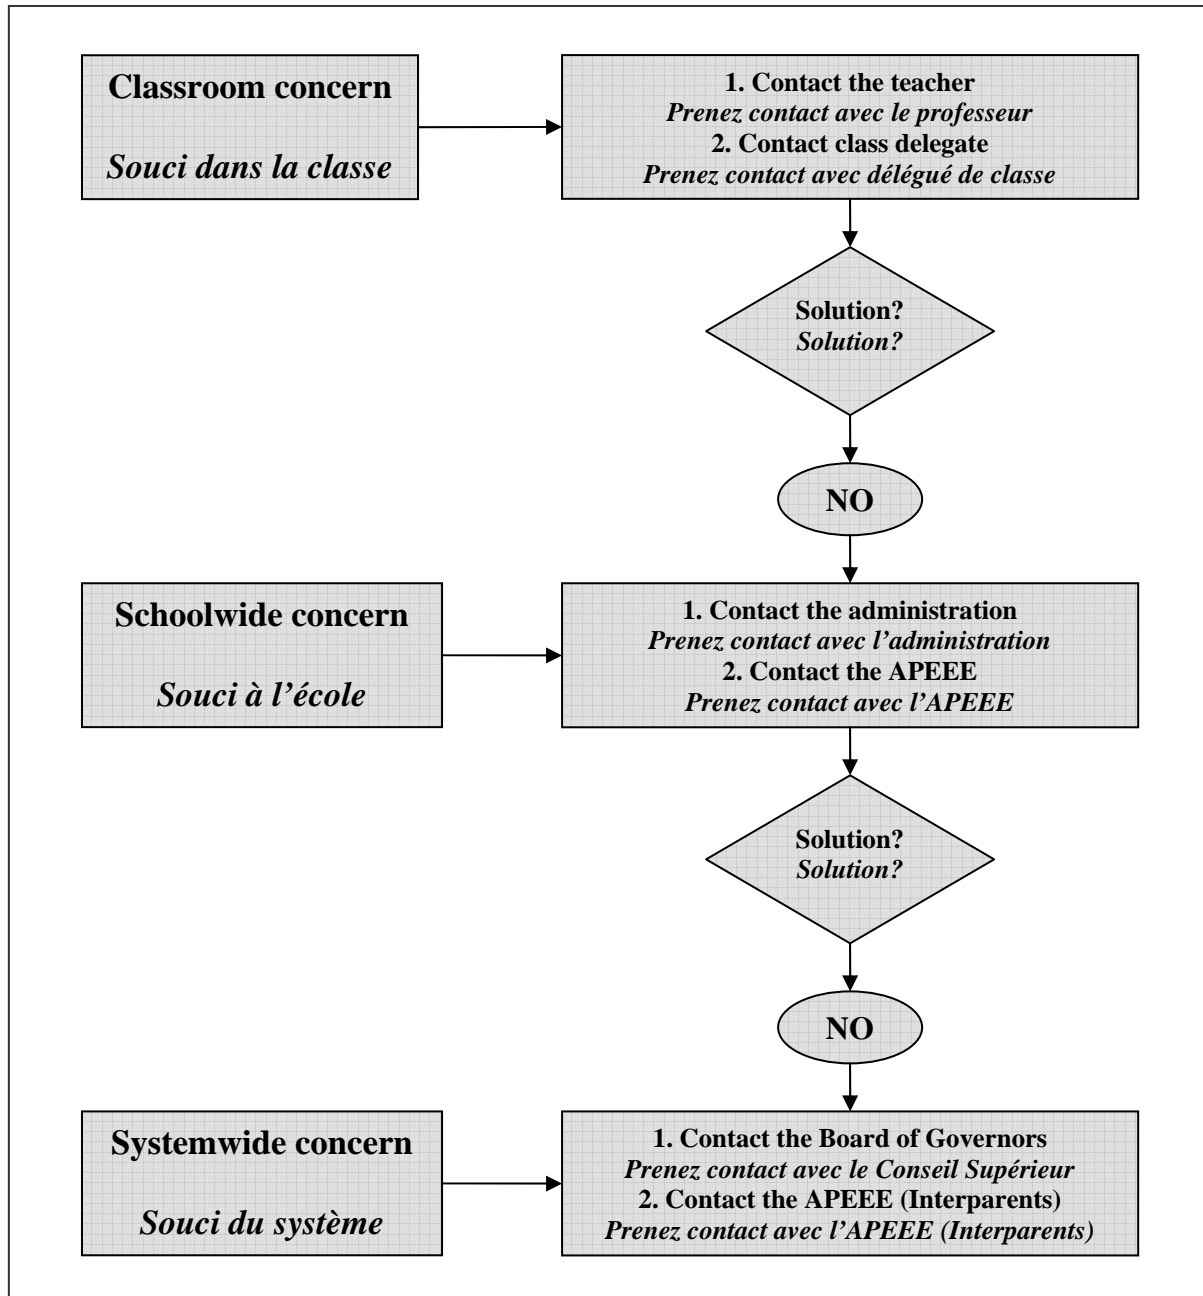 Classroom concern
Souci dans la classe
1. Contact the teacher
Prenez contact avec le professeur
2. Contact class delegate
Prenez contact avec délégué de classe
Solution?
Solution?
NO
Schoolwide concern
Souci à l’école
1. Contact the administration
Prenez contact avec l’administration
2. Contact the APEEE
Prenez contact avec l’APEEE
Solution?
Solution?
NO
Systemwide concern
Souci du système
1. Contact the Board of Governors
Prenez contact avec le Conseil Supérieur
2. Contact the APEEE (Interparents)
Prenez contact avec l’APEEE (Interparents)